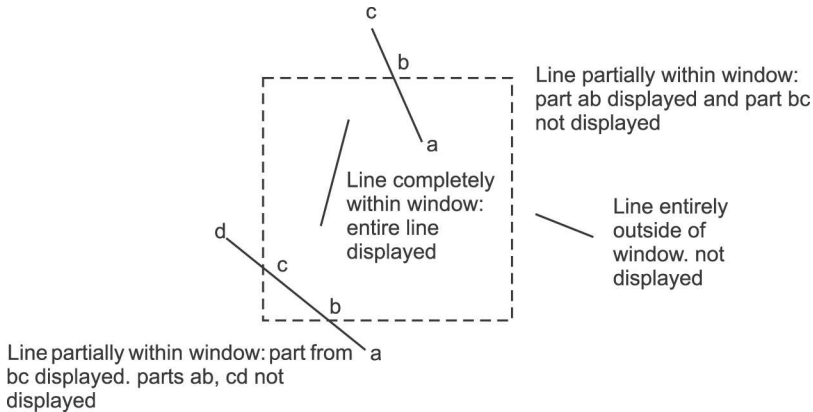 c
b
Line partially within window:
part ab displayed and part bc
not displayed
a
Line completely
within window:
entire line
displayed
Line entirely
outside of
window. not
displayed
d
c
b
Line partially within window: part from
bc displayed. parts ab, cd not
displayed
a